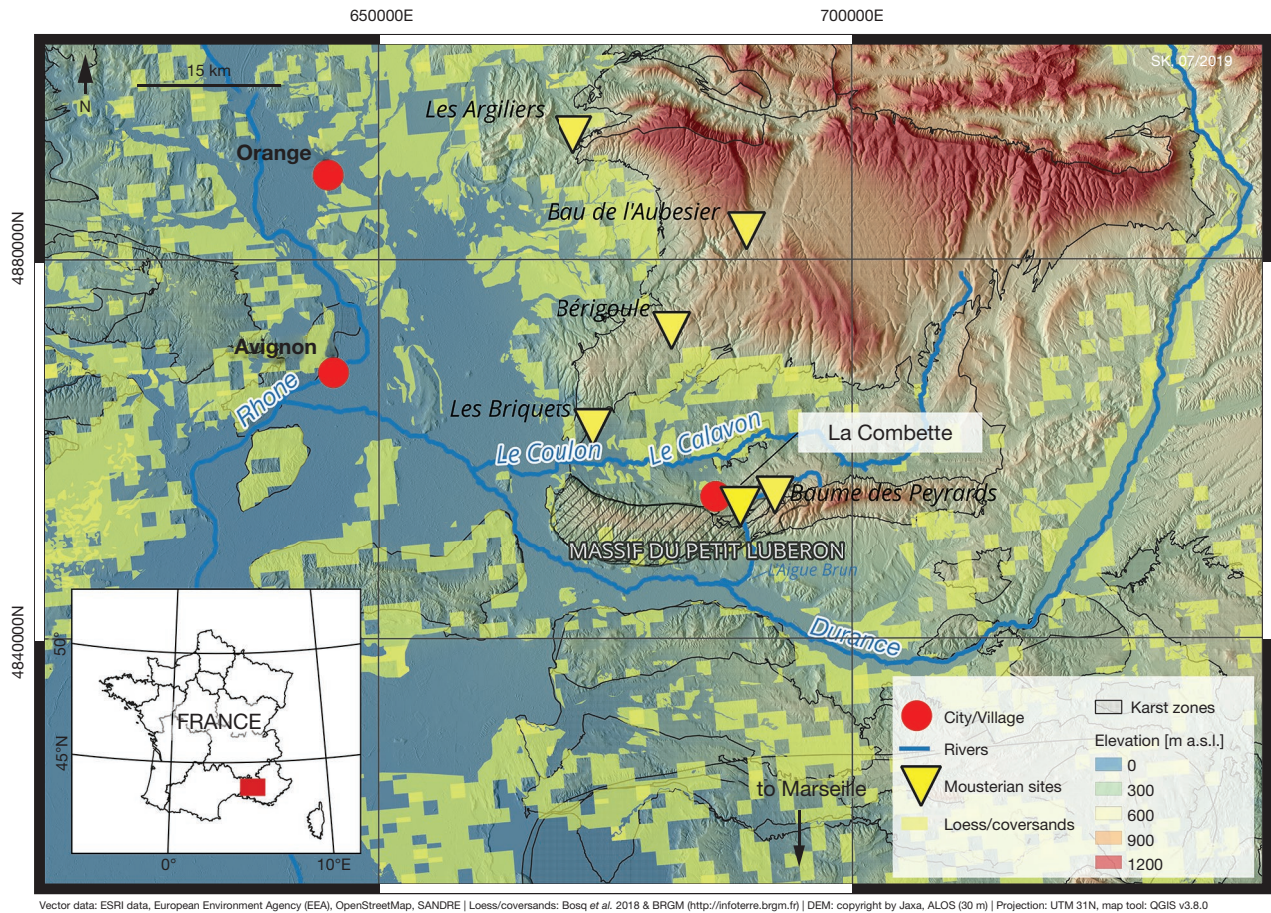 650000E
700000E
SK, 07/2019
15 km
N
Les Argiliers
Orange
Bau de l'Aubesier
4880000N
Bérigoule
Avignon
Rhone
Les Briquets
Le Coulon
Le Calavon
La Combette
Baume des Peyrards
MASSIF DU PETIT LUBERON
L'Aigue Brun
Durance
4840000N
50°
FRANCE
45°N
0°
10°E
to Marseille
City/Village
Rivers
Mousterian sites
Loess/coversands
Karst zones
Elevation [m a.s.l.]
0
300
600
900
1200
Vector data: ESRI data, European Environment Agency (EEA), OpenStreetMap, SANDRE | Loess/coversands: Bosq et al. 2018 & BRGM (http://infoterre.brgm.fr) | DEM: copyright by Jaxa, ALOS (30 m) | Projection: UTM 31N, map tool: QGIS v3.8.0